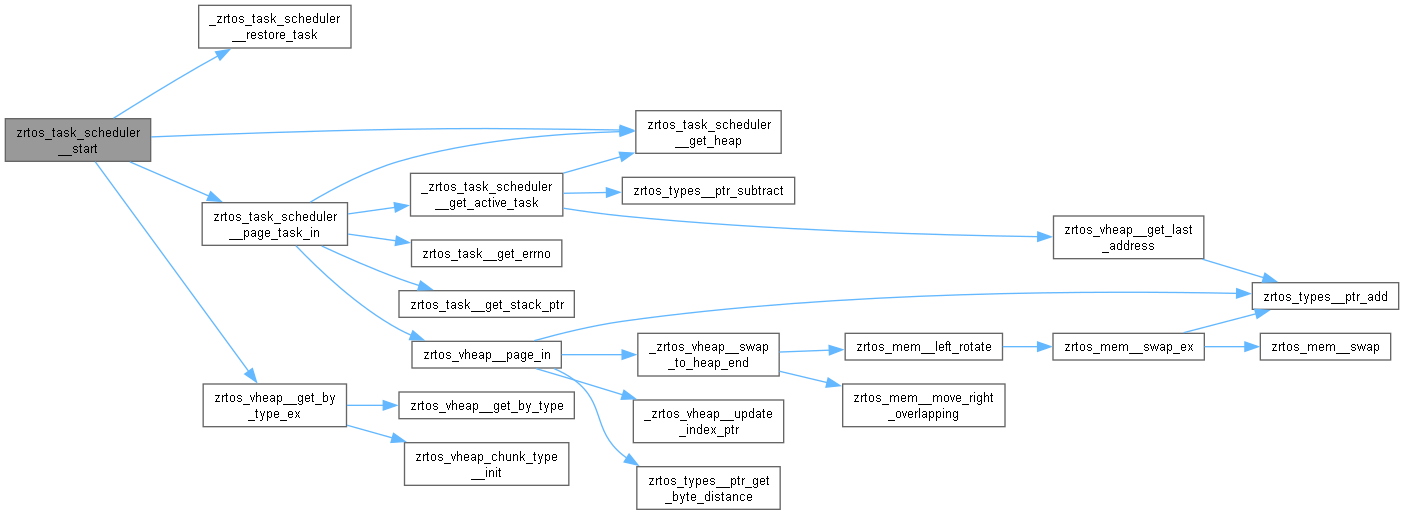 _zrtos_task_scheduler
__restore_task
zrtos_task_scheduler
__start
zrtos_task_scheduler
__get_heap
_zrtos_task_scheduler
__get_active_task
zrtos_types__ptr_subtract
zrtos_task_scheduler
__page_task_in
zrtos_vheap__get_last
_address
zrtos_task__get_errno
zrtos_task__get_stack_ptr
zrtos_types__ptr_add
zrtos_vheap__page_in
_zrtos_vheap__swap
_to_heap_end
zrtos_mem__left_rotate
zrtos_mem__swap_ex
zrtos_mem__swap
zrtos_vheap__get_by
_type_ex
zrtos_vheap__get_by_type
_zrtos_vheap__update
_index_ptr
zrtos_mem__move_right
_overlapping
zrtos_vheap_chunk_type
__init
zrtos_types__ptr_get
_byte_distance